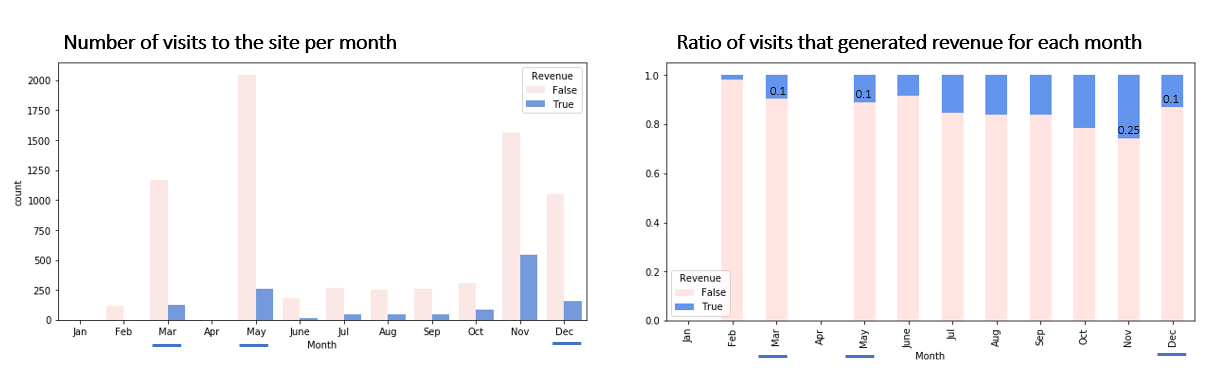 Number of visits to the site per month
Revenue
False
True
2000
1750
1500
1250
1000
750
500
250
0
count
Jan Feb Mar Apr May June Jul Aug Sep Oct Nov Dec
Month
Ratio of visits that generated revenue for each month
1.0
0.8
0.6
0.4
0.2
0.0
0.1
0.1
0.25
0.1
Revenue
False
True
Jan
Feb
Mar
Apr
May
June
Jul
Aug
Sep
Oct
Nov
Dec
Month